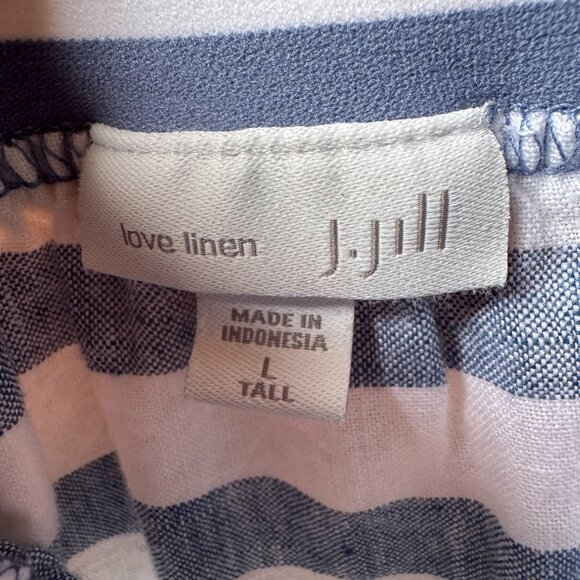 love linen J.Jill
MADE IN
INDONESIA
L
TALL